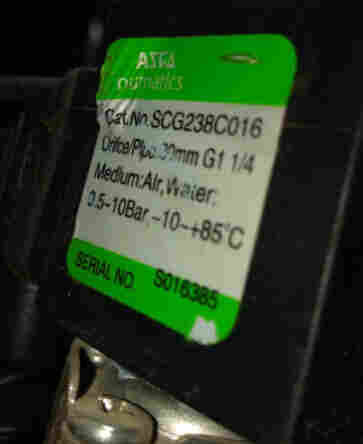 Cat.No.SCG238C016
Orifice/Pipe:30mm G1 1/4
Medium:Air,Water;
0.5~10Bar, -10~+85°C
SERIAL NO. S016385